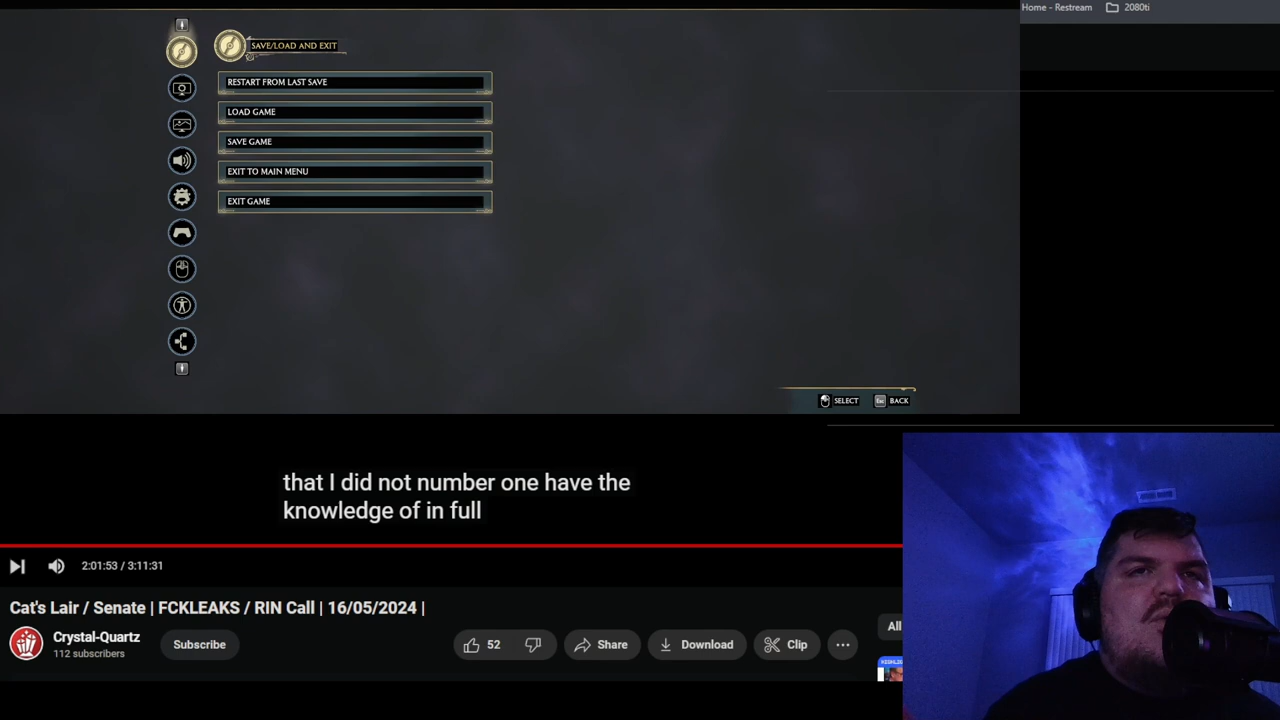 Home - Restream
2080ti
SAVE/LOAD AND EXIT
RESTART FROM LAST SAVE
LOAD GAME
SAVE GAME
EXIT TO MAIN MENU
EXIT GAME
SELECT
Esc BACK
that I did not number one have the
knowledge of in full
2:01:53 / 3:11:31
Cat's Lair / Senate | FCKLEAKS / RIN Call | 16/05/2024 |
Crystal-Quartz
112 subscribers
Subscribe
52
Share
Download
Clip
All